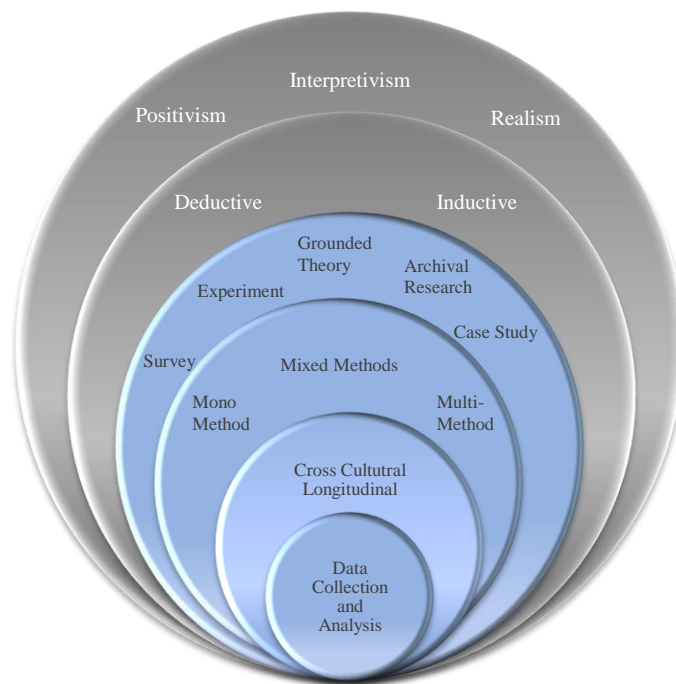 Interpretivism
Positivism
Realism
Deductive
Inductive
Grounded
Theory
Archival
Research
Experiment
Case Study
Survey
Mixed Methods
Mono
Method
Multi-
Method
Cross Cultutral
Longitudinal
Data
Collection
and
Analysis